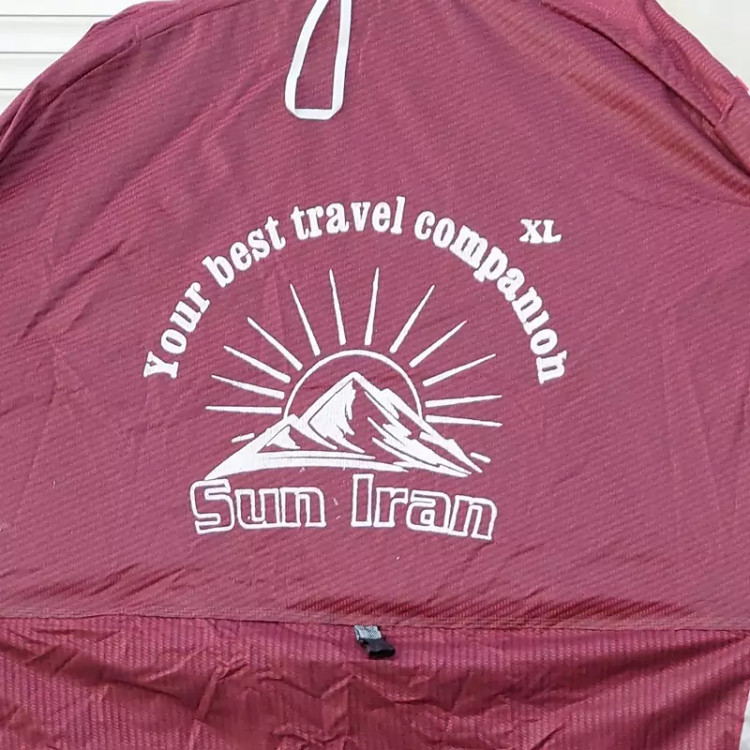 Your best travel companion
XL
Sun Iran